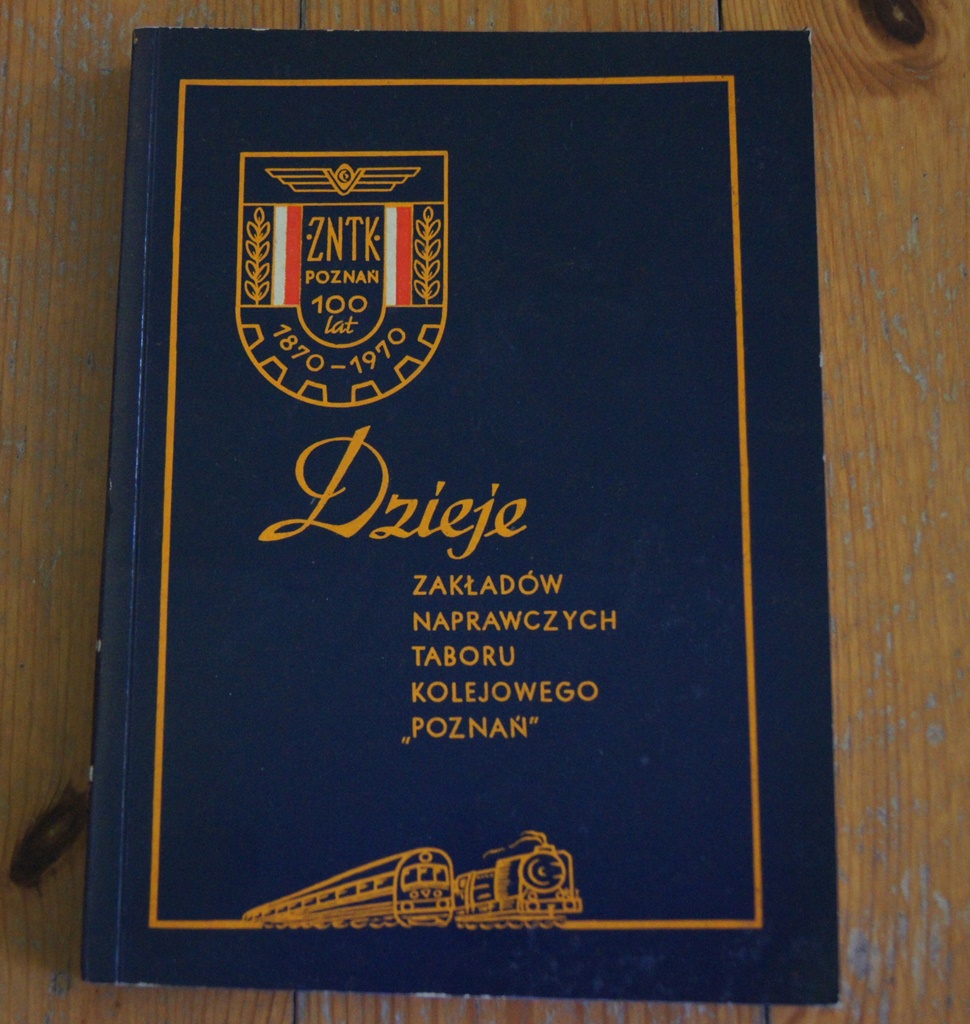 ·ZNTK·
POZNAŃ
100
lat
1870–1970
Dzieje
ZAKŁADÓW
NAPRAWCZYCH
TABORU
KOLEJOWEGO
„POZNAŃ”